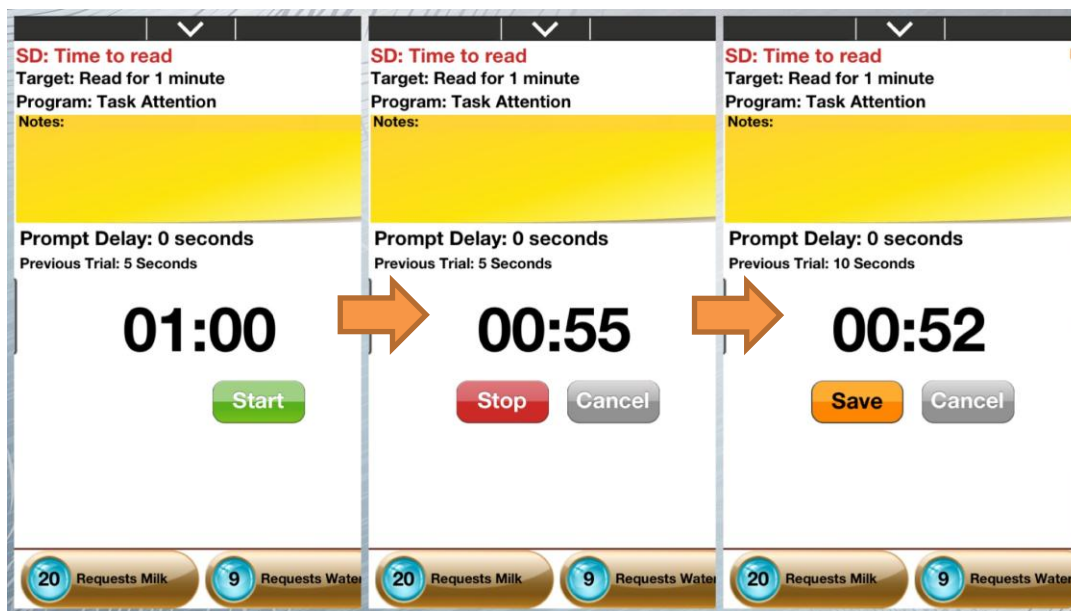 SD: Time to read
Target: Read for 1 minute
Program: Task Attention
Notes:
Prompt Delay: 0 seconds
Previous Trial: 5 Seconds
01:00
Start
20 Requests Milk
9 Requests Water
SD: Time to read
Target: Read for 1 minute
Program: Task Attention
Notes:
Prompt Delay: 0 seconds
Previous Trial: 5 Seconds
00:55
Stop Cancel
20 Requests Milk
9 Requests Water
SD: Time to read
Target: Read for 1 minute
Program: Task Attention
Notes:
Prompt Delay: 0 seconds
Previous Trial: 10 Seconds
00:52
Save Cancel
20 Requests Milk
9 Requests Water